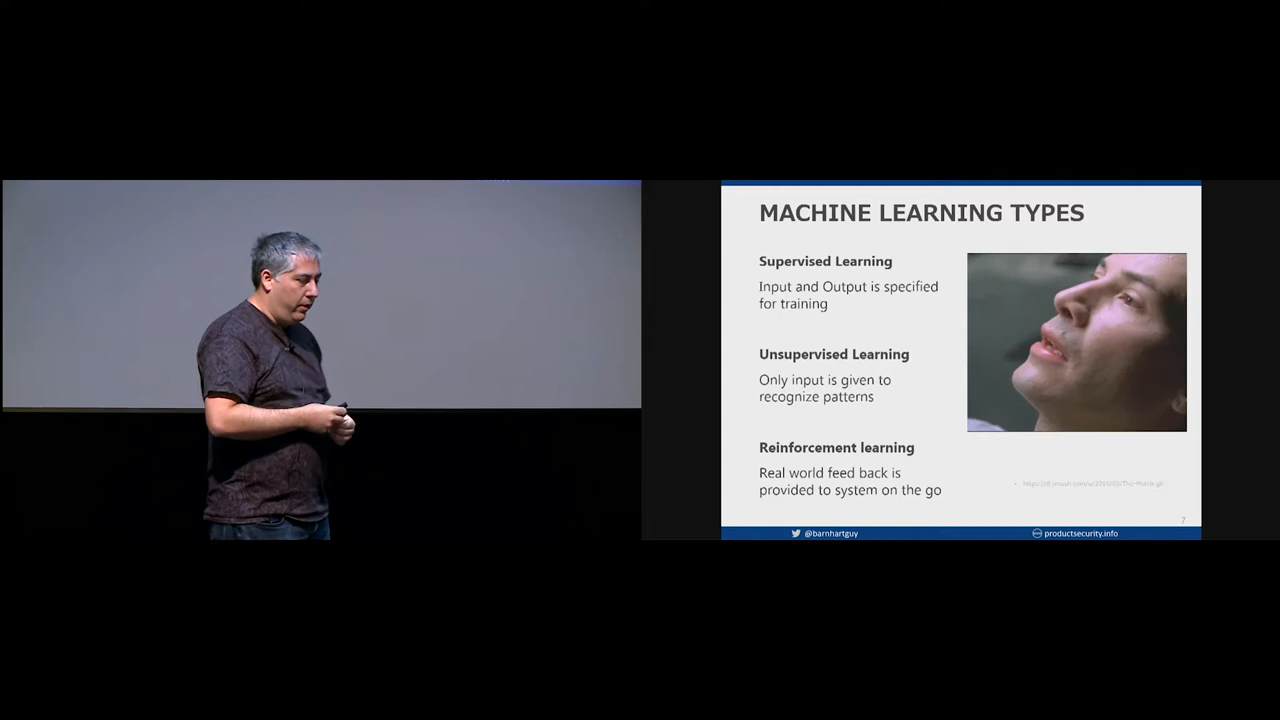 MACHINE LEARNING TYPES
Supervised Learning
Input and Output is specified
for training
Unsupervised Learning
Only input is given to
recognize patterns
Reinforcement learning
Real world feed back is
provided to system on the go
7
@barnhartguy
productsecurity.info